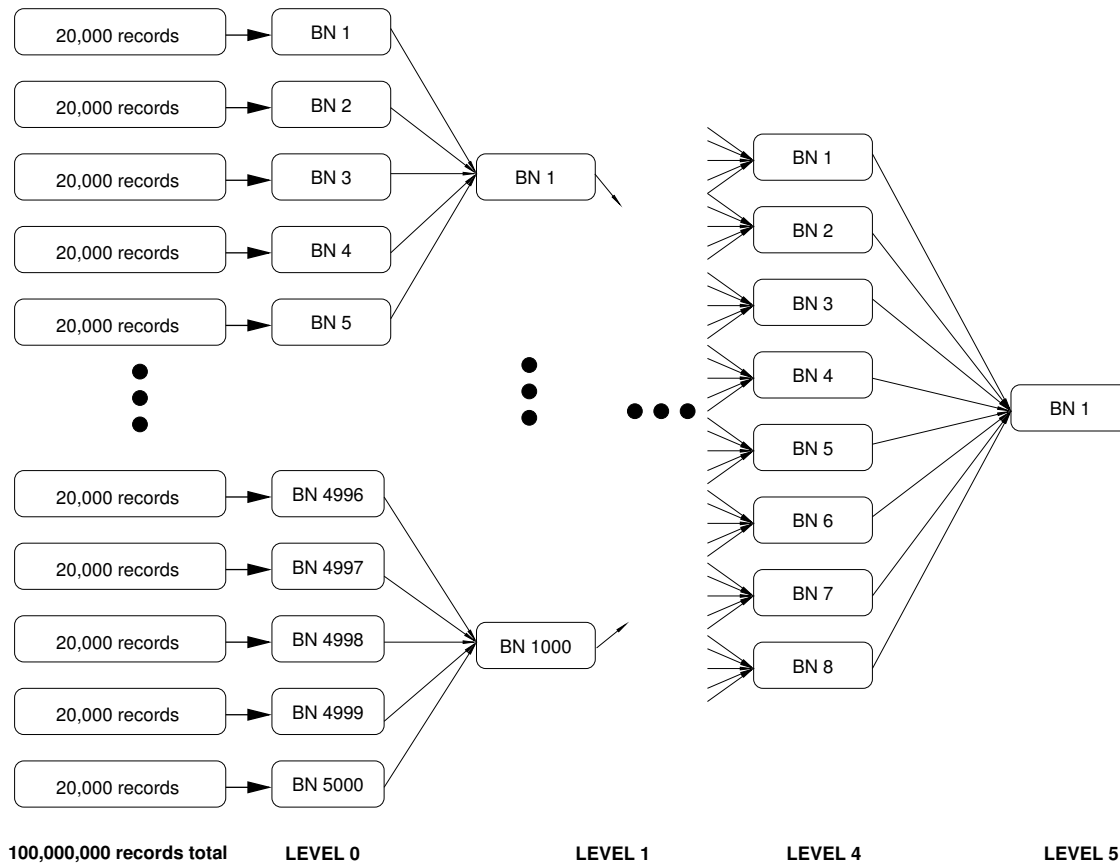 20,000 records
BN 1
20,000 records
BN 2
20,000 records
BN 3
20,000 records
BN 4
20,000 records
BN 5
BN 1
20,000 records
BN 4996
20,000 records
BN 4997
20,000 records
BN 4998
20,000 records
BN 4999
20,000 records
BN 5000
BN 1000
BN 1
BN 2
BN 3
BN 4
BN 5
BN 6
BN 7
BN 8
BN 1
100,000,000 records total
LEVEL 0
LEVEL 1
LEVEL 4
LEVEL 5